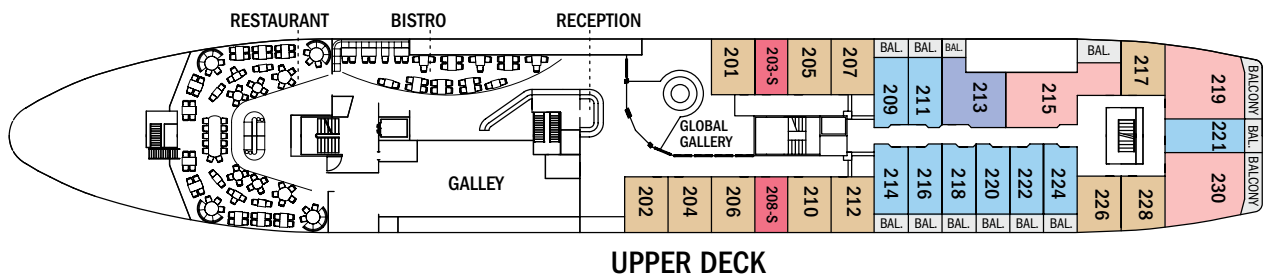 RESTAURANT BISTRO RECEPTION
BAL. BAL. BAL. BAL.
201 203-S 205 207 209 211 213 215 217 219 BALCONY
GLOBAL
GALLERY
221 BAL.
GALLEY
202 204 206 208-S 210 212 214 216 218 220 222 224 226 228 230 BALCONY
BAL. BAL. BAL. BAL. BAL. BAL.
UPPER DECK